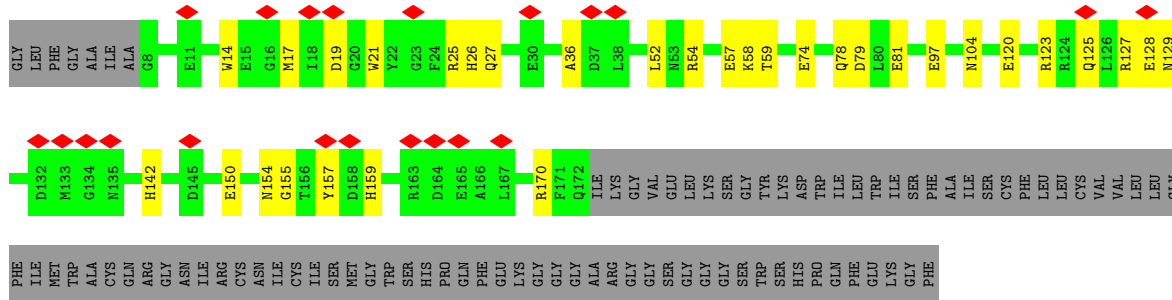 GLY LEU PHE GLY ALA ILE ALA G8 E11 W14 E15 G16 M17 I18 D19 G20 W21 Y22 G23 F24 R25 H26 Q27 E30 A36 D37 L38 L52 N53 R54 E57 K58 T59 E74 Q78 D79 L80 E81 E97 N104 E120 R123 R124 Q125 L126 R127 E128 N129
D132 M133 G134 N135 H142 D145 E150 N154 G155 T156 Y157 D158 H159 R163 D164 E165 A166 L167 R170 F171 Q172 ILE LYS GLY VAL GLU LEU LYS SER GLY TYR LYS ASP TRP ILE LEU TRP ILE SER PHE ALA ILE SER CYS PHE LEU LEU CYS VAL VAL LEU LEU GLY
PHE ILE MET TRP ALA CYS GLN ARG GLY ASN ILE ARG CYS ASN ILE CYS ILE SER MET GLY TRP SER HIS PRO GLN PHE GLU LYS GLY GLY GLY ALA ARG GLY GLY SER GLY GLY GLY SER TRP SER HIS PRO GLN PHE GLU LYS GLY PHE